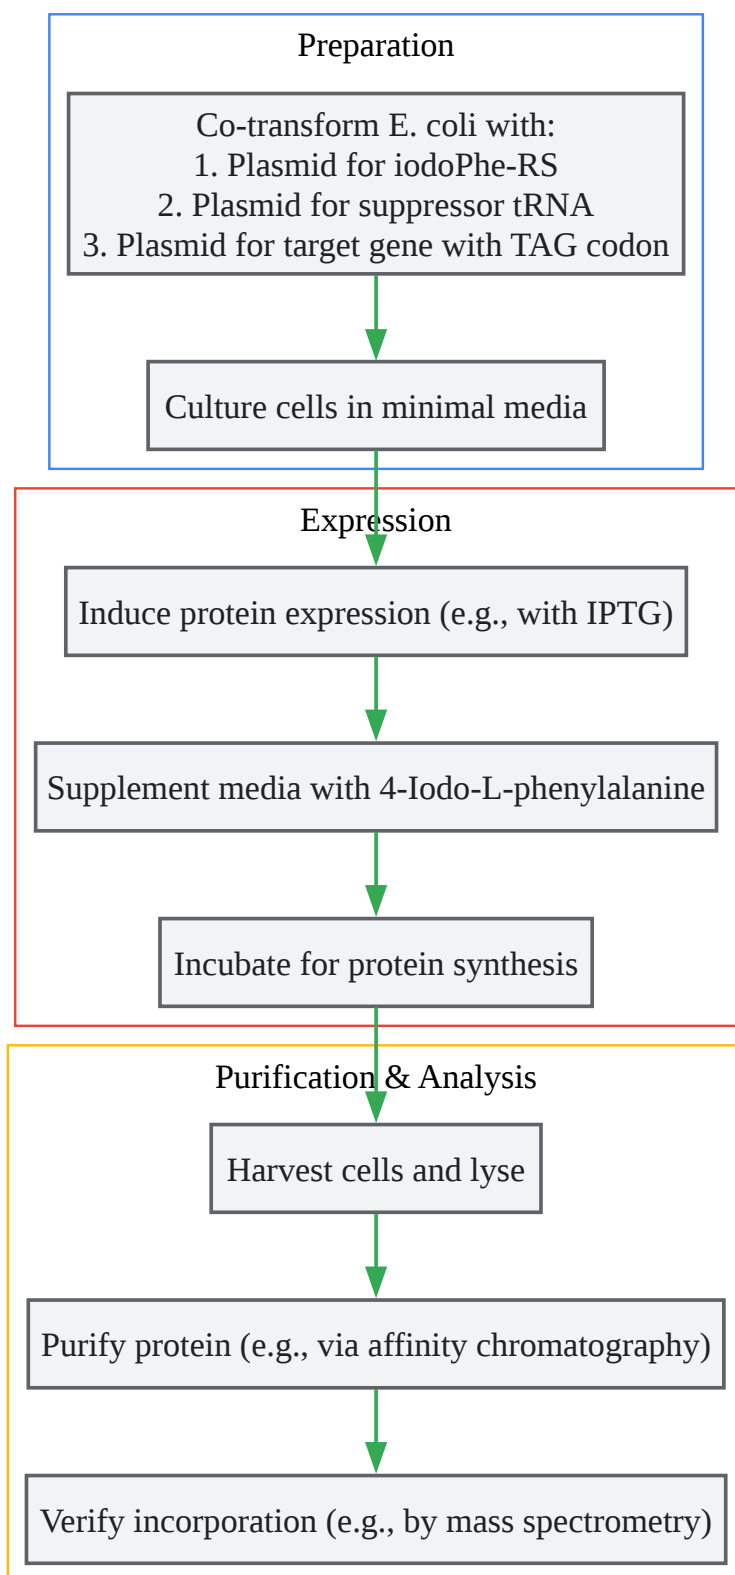 Preparation
Co-transform E. coli with:
1. Plasmid for iodoPhe-RS
2. Plasmid for suppressor tRNA
3. Plasmid for target gene with TAG codon
Culture cells in minimal media
Expression
Induce protein expression (e.g., with IPTG)
Supplement media with 4-Iodo-L-phenylalanine
Incubate for protein synthesis
Purification & Analysis
Harvest cells and lyse
Purify protein (e.g., via affinity chromatography)
Verify incorporation (e.g., by mass spectrometry)